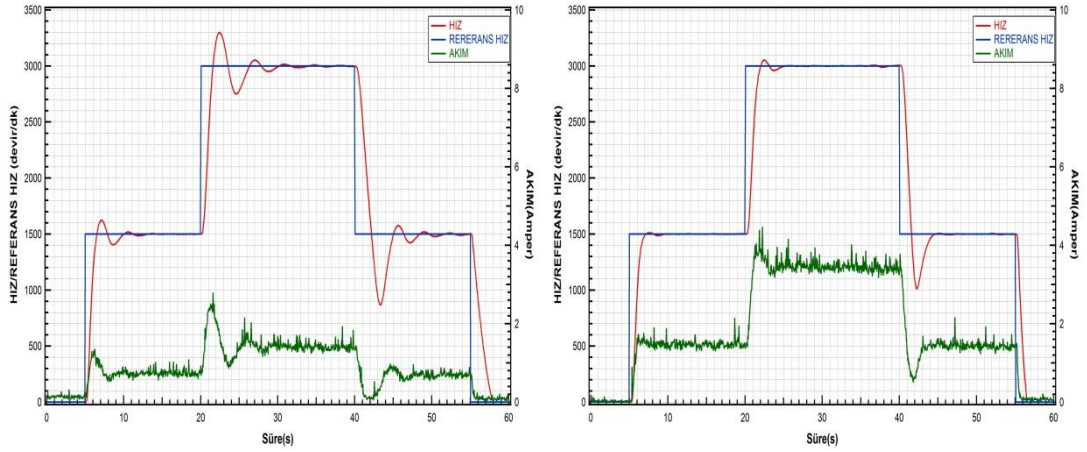 HIZ/REFERANS HIZ (devir/dk)
3500
3000
2500
2000
1500
1000
500
0
HIZ
RERERANS HIZ
AKIM
10
8
6
4
2
0
AKIM(Amper)
0 10 20 30 40 50 60
Süre(s)
HIZ/REFERANS HIZ (devir/dk)
3500
3000
2500
2000
1500
1000
500
0
HIZ
RERERANS HIZ
AKIM
10
8
6
4
2
0
AKIM(Amper)
0 10 20 30 40 50 60
Süre(s)